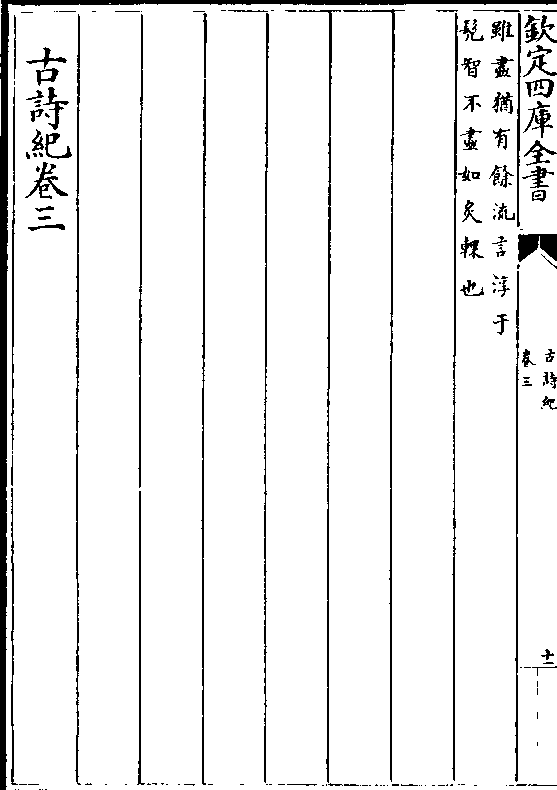 欽定四庫全書
古詩紀
卷三
十一
雖盡猶有餘流言淳于
髠智不盡如炙輠也
古詩紀卷三